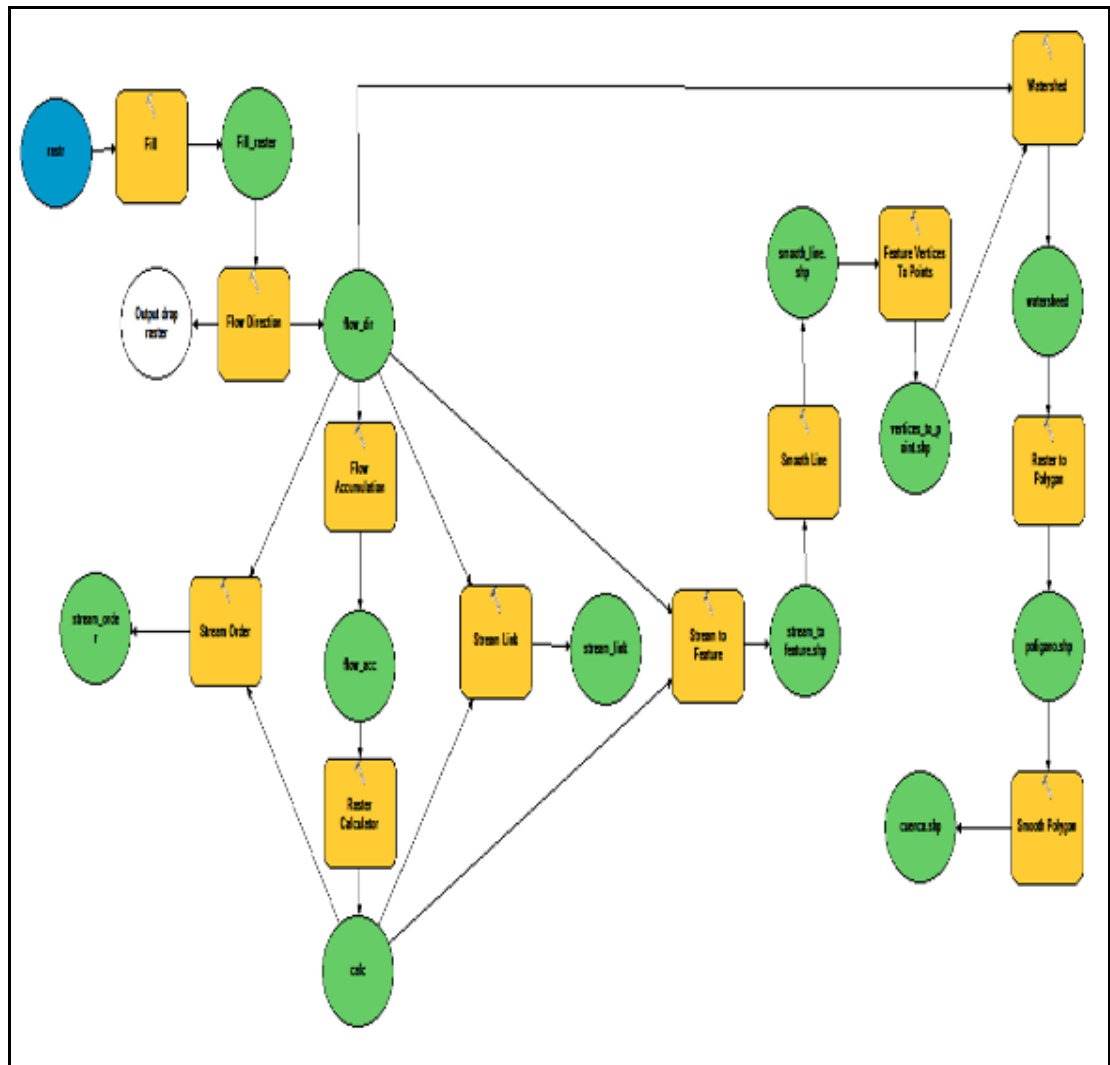 Watershed
rastr
Fill
Fill_raster
smooth_line.
shp
Feature Vertices
To Points
Output drop
raster
Flow Direction
flow_dir
watersheed
vertices_to_p
oint.shp
Smooth Line
Raster to
Polygon
Flow
Accumulation
stream_orde
r
Stream Order
flow_acc
Stream Link
stream_link
Stream to
Feature
stream_to
feature.shp
poligano.shp
Raster
Calculator
cuenca.shp
Smooth Polygon
calc